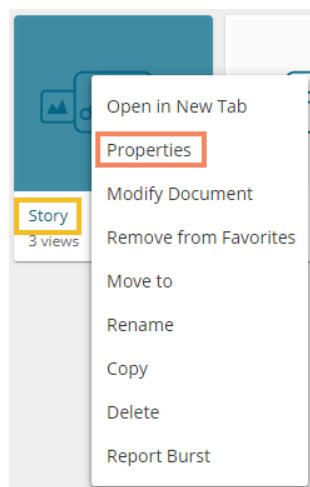 Open in New Tab
Properties
Modify Document
Story
3 views
Remove from Favorites
Move to
Rename
Copy
Delete
Report Burst